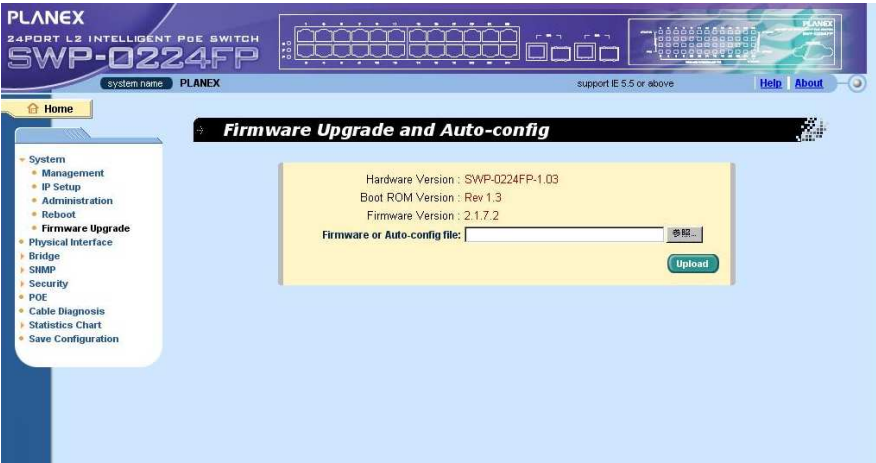 PLANEX
24PORT L2 INTELLIGENT POE SWITCH
SWP-0224FP
PLANEX
system name PLANEX
support IE 5.5 or above
Help
About
Home
Firmware Upgrade and Auto-config
System
Management
IP Setup
Administration
Reboot
Firmware Upgrade
Physical Interface
Bridge
SNMP
Security
POE
Cable Diagnosis
Statistics Chart
Save Configuration
Hardware Version : SWP-0224FP-1.03
Boot ROM Version : Rev 1.3
Firmware Version : 2.1.7.2
Firmware or Auto-config file:
参照...
Upload